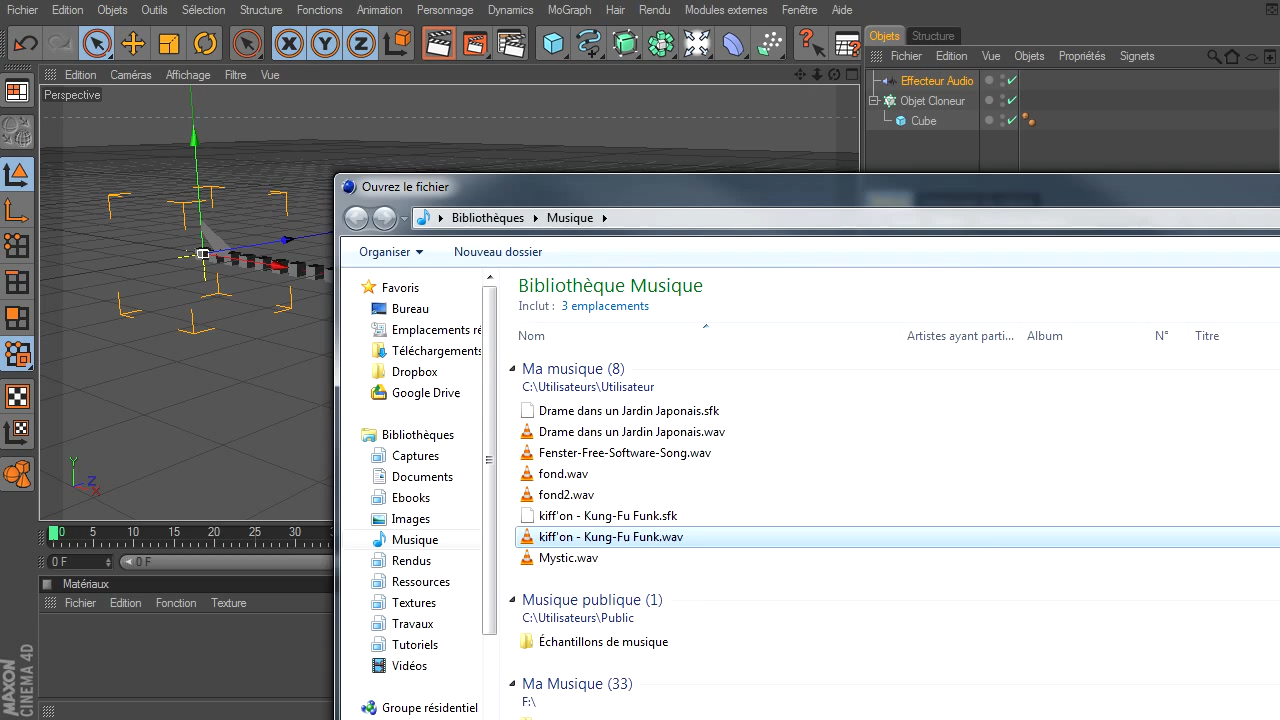 Fichier Edition Objets Outils Sélection Structure Fonctions Animation Personnage Dynamics MoGraph Hair Rendu Modules externes Fenêtre Aide
Objets Structure
Fichier Edition Vue Objets Propriétés Signets
Edition Caméras Affichage Filtre Vue
Perspective
Effecteur Audio
Objet Cloneur
Cube
Ouvrez le fichier
Bibliothèques Musique
Organiser Nouveau dossier
Favoris
Bureau
Emplacements ré
Téléchargements
Dropbox
Google Drive
Bibliothèques
Captures
Documents
Ebooks
Images
Musique
Rendus
Ressources
Textures
Travaux
Tutoriels
Vidéos
Groupe résidentiel
Bibliothèque Musique
Inclut : 3 emplacements
Nom Artistes ayant parti... Album N° Titre
Ma musique (8)
C:\Utilisateurs\Utilisateur
Drame dans un Jardin Japonais.sfk
Drame dans un Jardin Japonais.wav
Fenster-Free-Software-Song.wav
fond.wav
fond2.wav
kiff'on - Kung-Fu Funk.sfk
kiff'on - Kung-Fu Funk.wav
Mystic.wav
Musique publique (1)
C:\Utilisateurs\Public
Échantillons de musique
Ma Musique (33)
F:\
Y Z X
0 5 10 15 20 25 30
0 F 0 F
Matériaux
Fichier Edition Fonction Texture
MAXON
CINEMA 4D